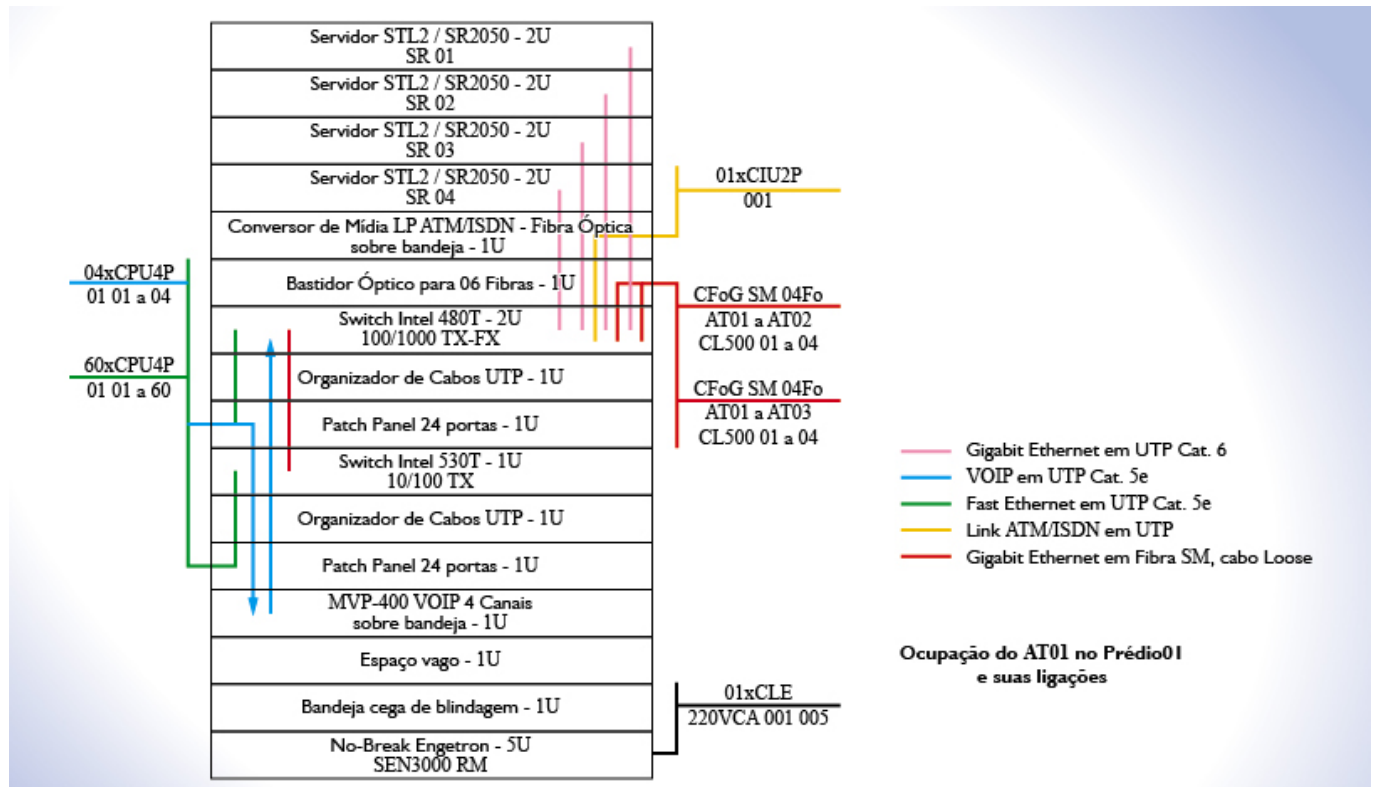 Servidor STL2 / SR2050 - 2U
SR 01
Servidor STL2 / SR2050 - 2U
SR 02
Servidor STL2 / SR2050 - 2U
SR 03
Servidor STL2 / SR2050 - 2U
SR 04
Conversor de Mídia LP ATM/ISDN - Fibra Óptica
sobre bandeja - 1U
Bastidor Óptico para 06 Fibras - 1U
Switch Intel 480T - 2U
100/1000 TX-FX
Organizador de Cabos UTP - 1U
Patch Panel 24 portas - 1U
Switch Intel 530T - 1U
10/100 TX
Organizador de Cabos UTP - 1U
Patch Panel 24 portas - 1U
MVP-400 VOIP 4 Canais
sobre bandeja - 1U
Espaço vago - 1U
Bandeja cega de blindagem - 1U
No-Break Engetron - 5U
SEN3000 RM
04xCPU4P
01 01 a 04
60xCPU4P
01 01 a 60
01xCIU2P
001
CFoG SM 04Fo
AT01 a AT02
CL500 01 a 04
CFoG SM 04Fo
AT01 a AT03
CL500 01 a 04
01xCLE
220VCA 001 005
Gigabit Ethernet em UTP Cat. 6
VOIP em UTP Cat. 5e
Fast Ethernet em UTP Cat. 5e
Link ATM/ISDN em UTP
Gigabit Ethernet em Fibra SM, cabo Loose
Ocupação do AT01 no Prédio01
e suas ligações